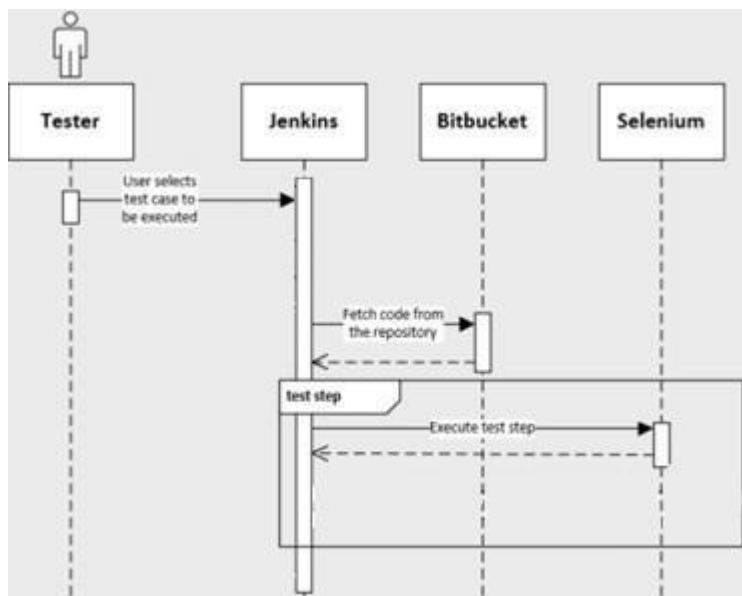 Tester
Jenkins
Bitbucket
Selenium
User selects
test case to
be executed
Fetch code from
the repository
test step
Execute test step